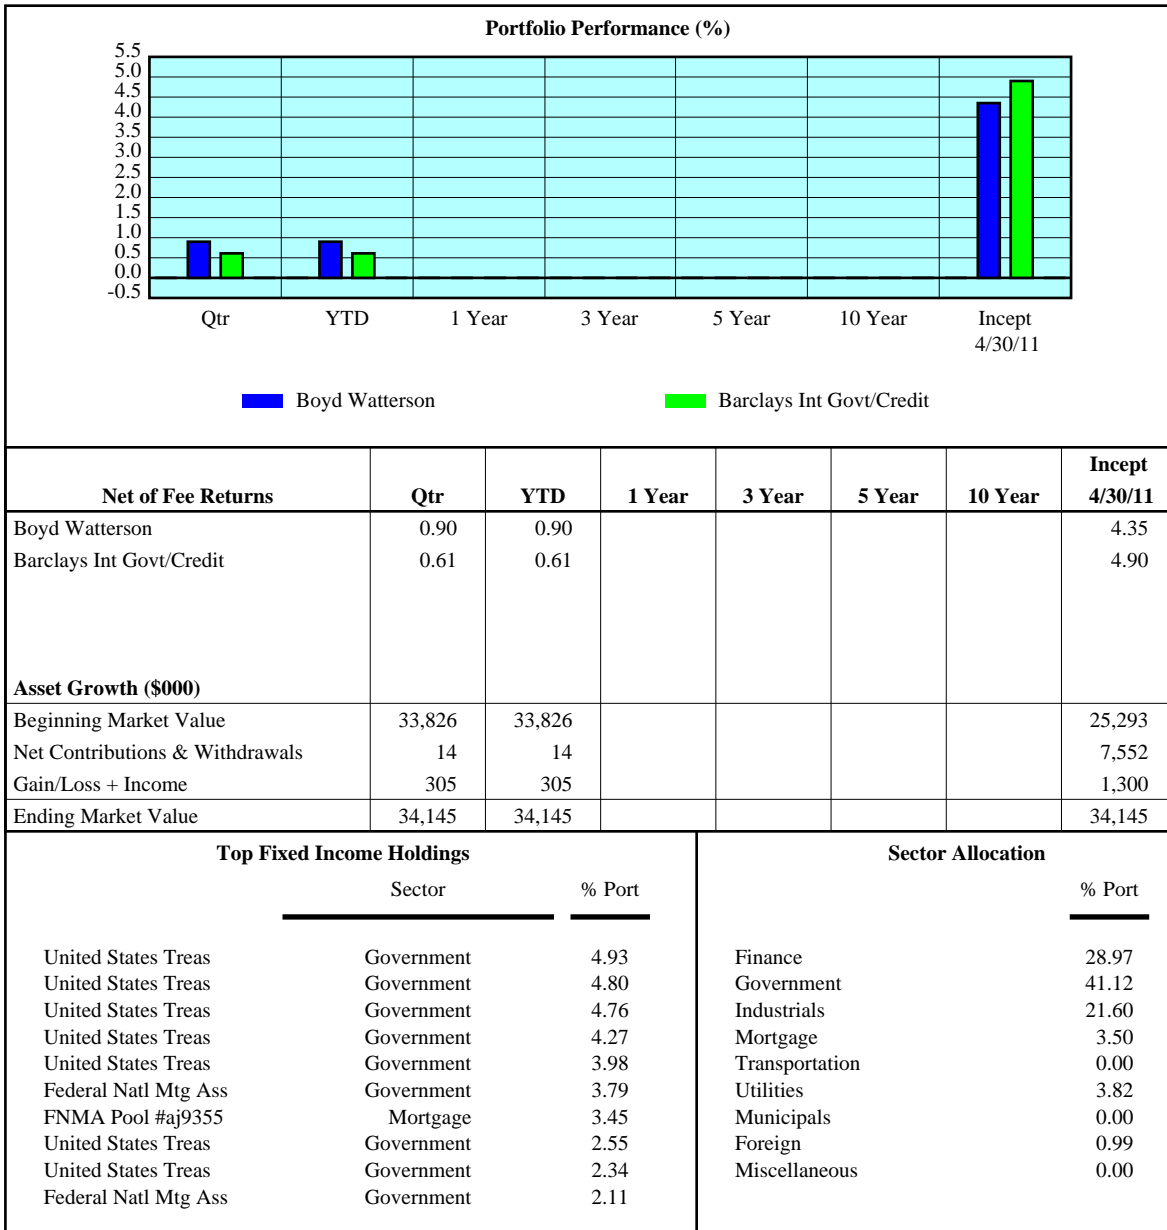 Portfolio Performance (%)
5.5
5.0
4.5
4.0
3.5
3.0
2.5
2.0
1.5
1.0
0.5
0.0
-0.5
Qtr YTD 1 Year 3 Year 5 Year 10 Year Incept
4/30/11
Boyd Watterson Barclays Int Govt/Credit
Incept
Net of Fee Returns Qtr YTD 1 Year 3 Year 5 Year 10 Year 4/30/11
Boyd Watterson 0.90 0.90 4.35
Barclays Int Govt/Credit 0.61 0.61 4.90
Asset Growth ($000)
Beginning Market Value 33,826 33,826 25,293
Net Contributions & Withdrawals 14 14 7,552
Gain/Loss + Income 305 305 1,300
Ending Market Value 34,145 34,145 34,145
Top Fixed Income Holdings
Sector % Port
United States Treas Government 4.93
United States Treas Government 4.80
United States Treas Government 4.76
United States Treas Government 4.27
United States Treas Government 3.98
Federal Natl Mtg Ass Government 3.79
FNMA Pool #aj9355 Mortgage 3.45
United States Treas Government 2.55
United States Treas Government 2.34
Federal Natl Mtg Ass Government 2.11
Sector Allocation
% Port
Finance 28.97
Government 41.12
Industrials 21.60
Mortgage 3.50
Transportation 0.00
Utilities 3.82
Municipals 0.00
Foreign 0.99
Miscellaneous 0.00